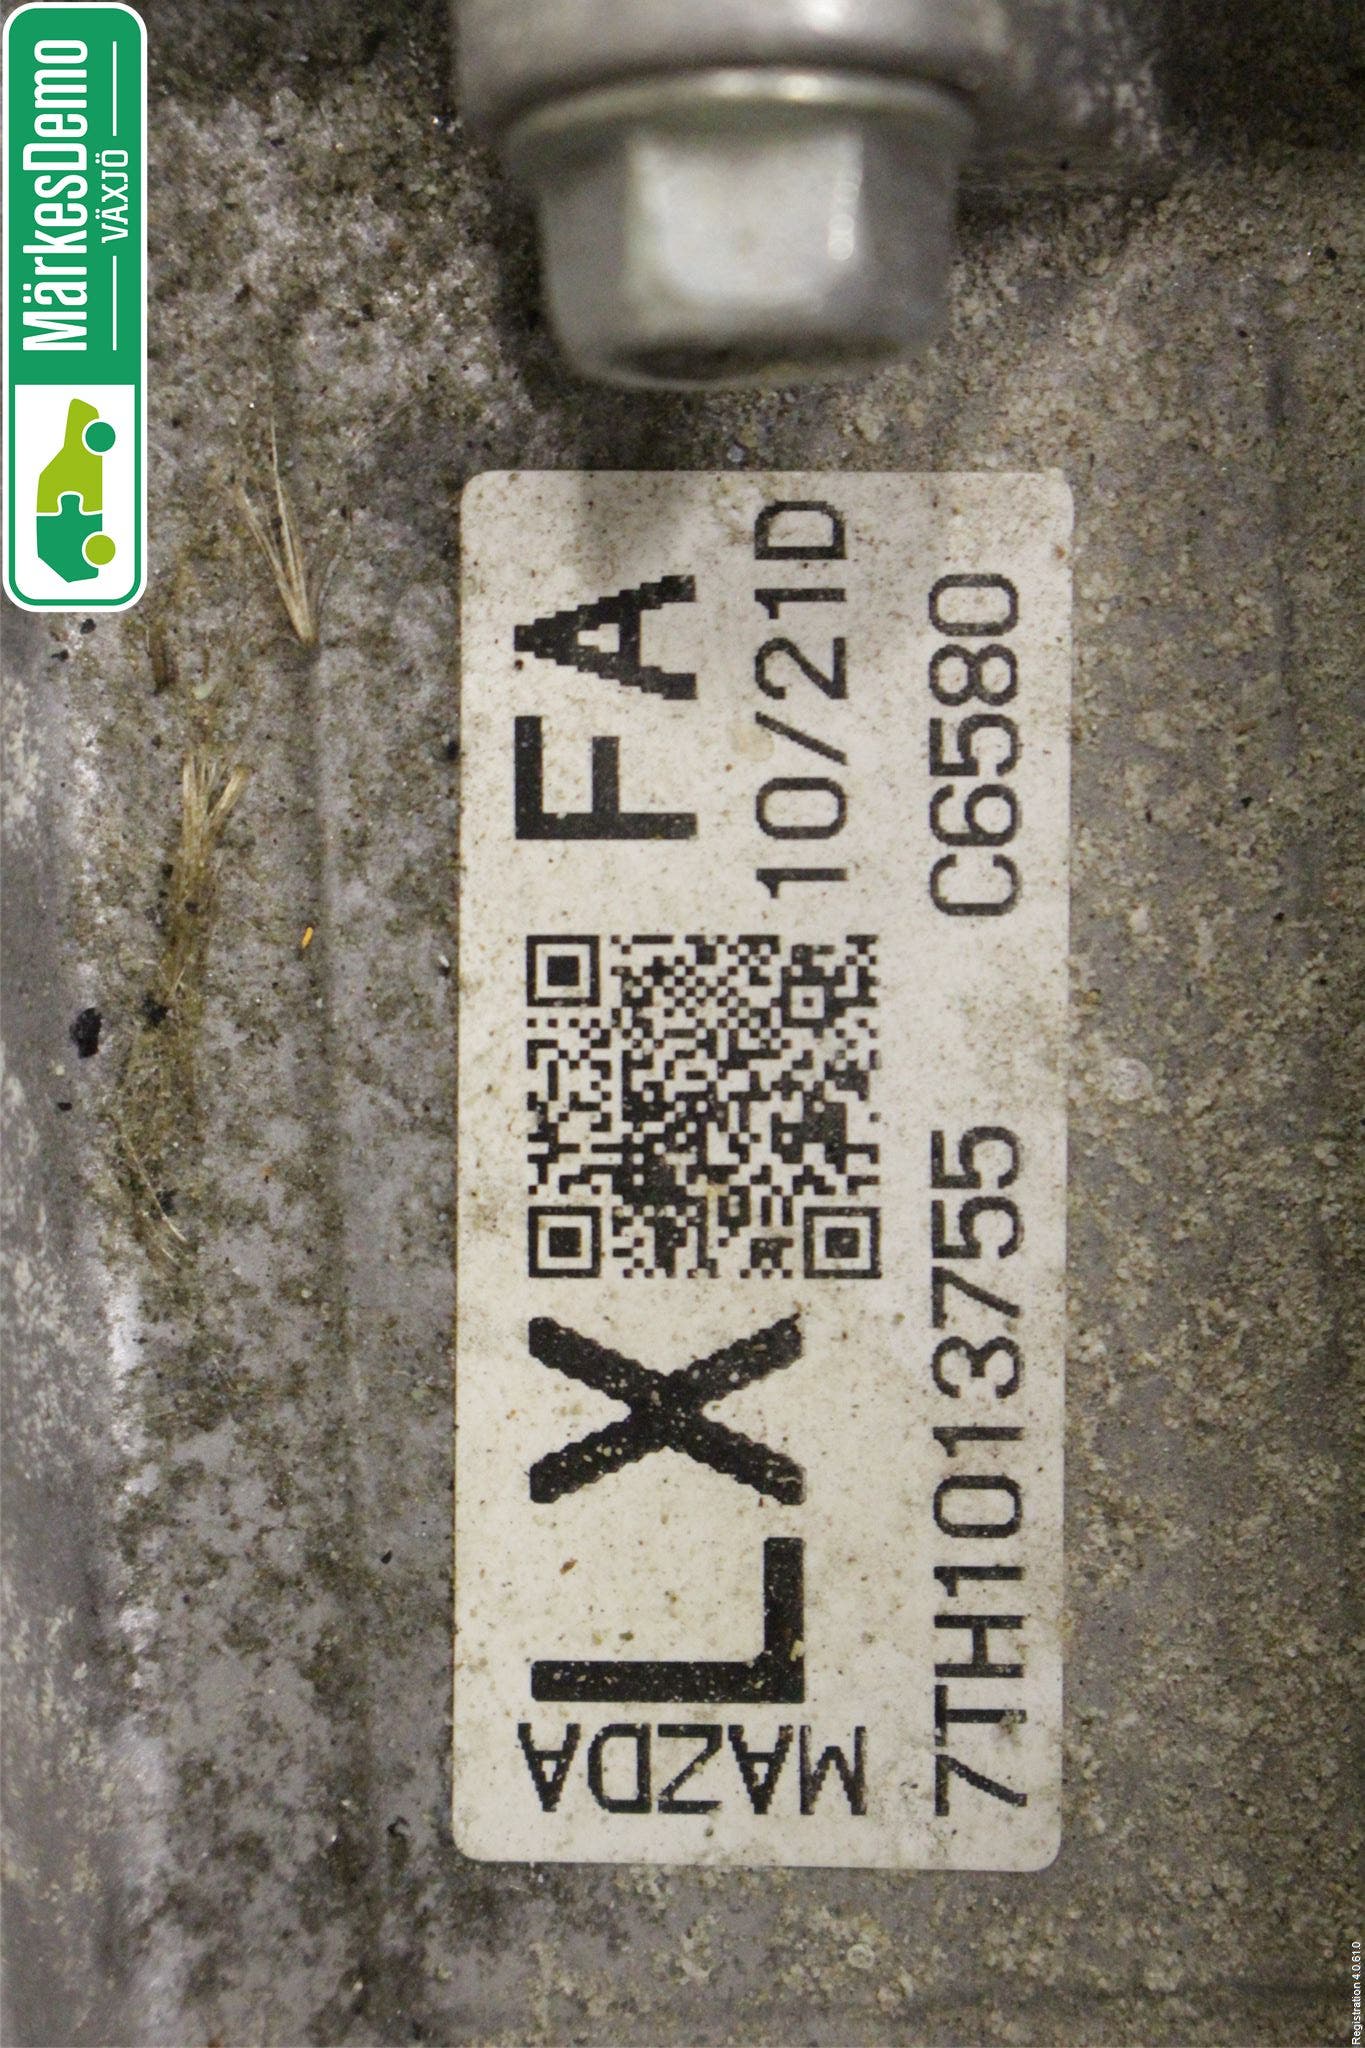 MärkesDemo
VÄXJÖ
MAZDA
LX
FA
10/21D
7TH1013755 C6580
Registration 4.0.61.0